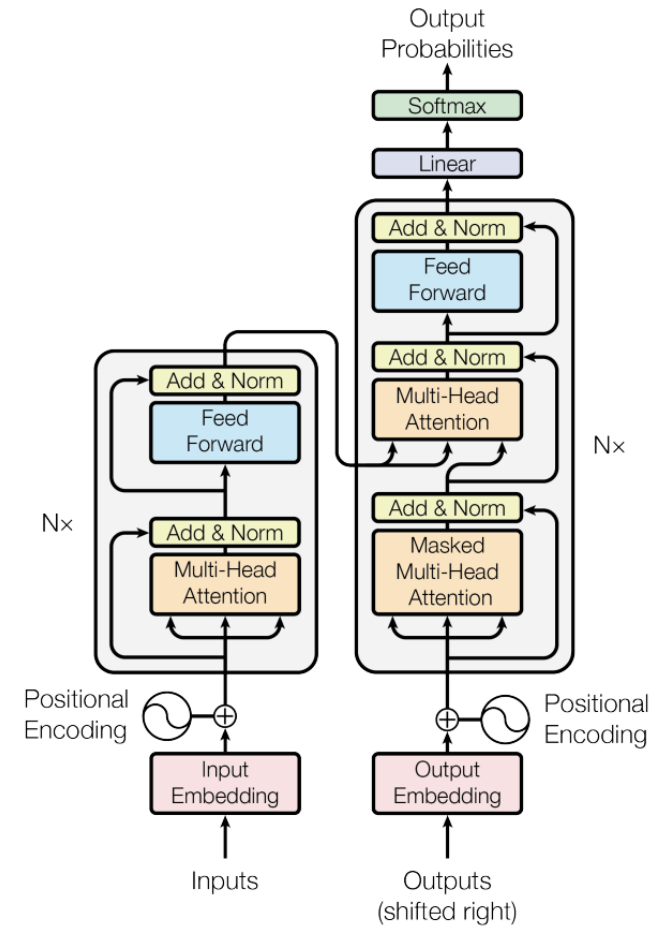 Output
Probabilities
Softmax
Linear
Add & Norm
Feed
Forward
Add & Norm
Multi-Head
Attention
Add & Norm
Masked
Multi-Head
Attention
Nx
Add & Norm
Feed
Forward
Add & Norm
Multi-Head
Attention
Nx
Positional
Encoding
Positional
Encoding
Input
Embedding
Output
Embedding
Inputs
Outputs
(shifted right)